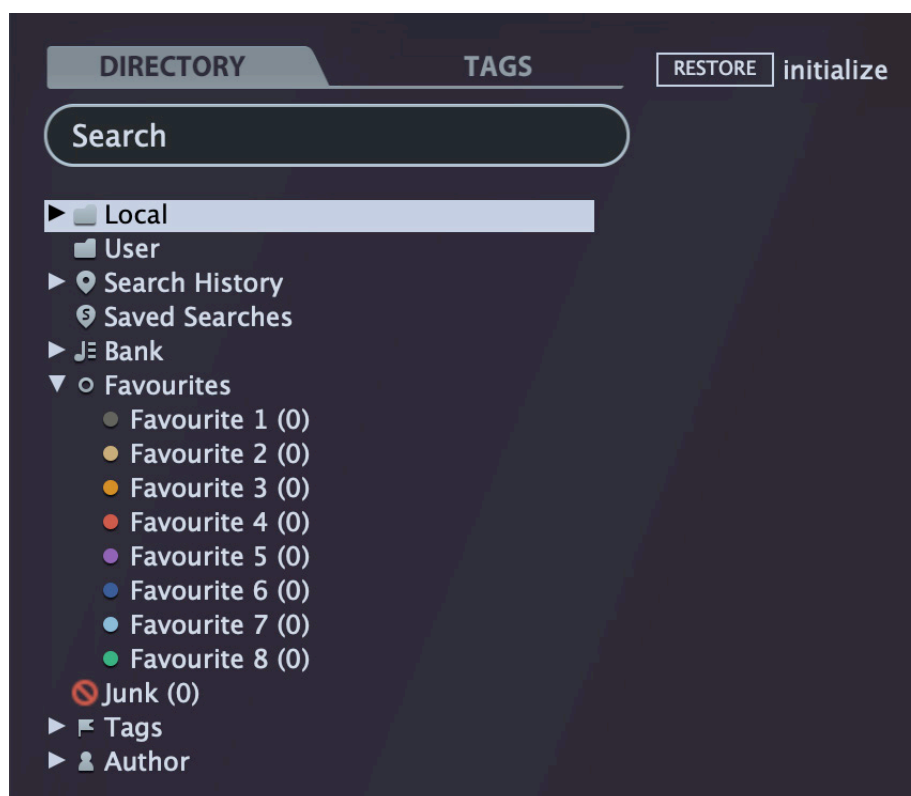 DIRECTORY TAGS RESTORE initialize
Search
Local
User
Search History
S Saved Searches
Bank
Favourites
Favourite 1 (0)
Favourite 2 (0)
Favourite 3 (0)
Favourite 4 (0)
Favourite 5 (0)
Favourite 6 (0)
Favourite 7 (0)
Favourite 8 (0)
Junk (0)
Tags
Author